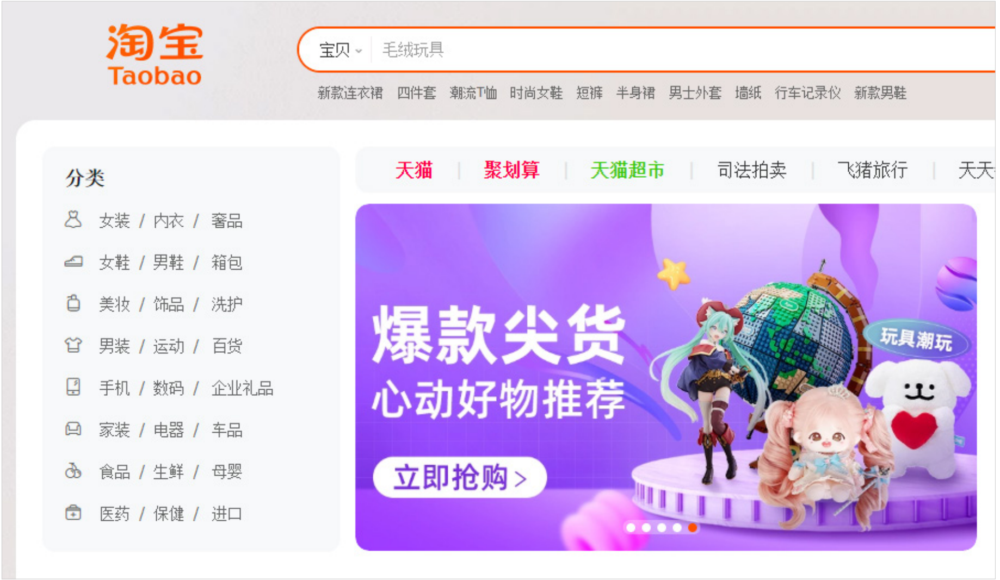 淘宝
Taobao
宝贝 毛绒玩具
新款连衣裙 四件套 潮流T恤 时尚女鞋 短裤 半身裙 男士外套 墙纸 行车记录仪 新款男鞋
分类
女装 / 内衣 / 奢品
女鞋 / 男鞋 / 箱包
美妆 / 饰品 / 洗护
男装 / 运动 / 百货
手机 / 数码 / 企业礼品
家装 / 电器 / 车品
食品 / 生鲜 / 母婴
医药 / 保健 / 进口
天猫 | 聚划算 | 天猫超市 | 司法拍卖 | 飞猪旅行 | 天天
爆款尖货
心动好物推荐
立即抢购 >
玩具潮玩